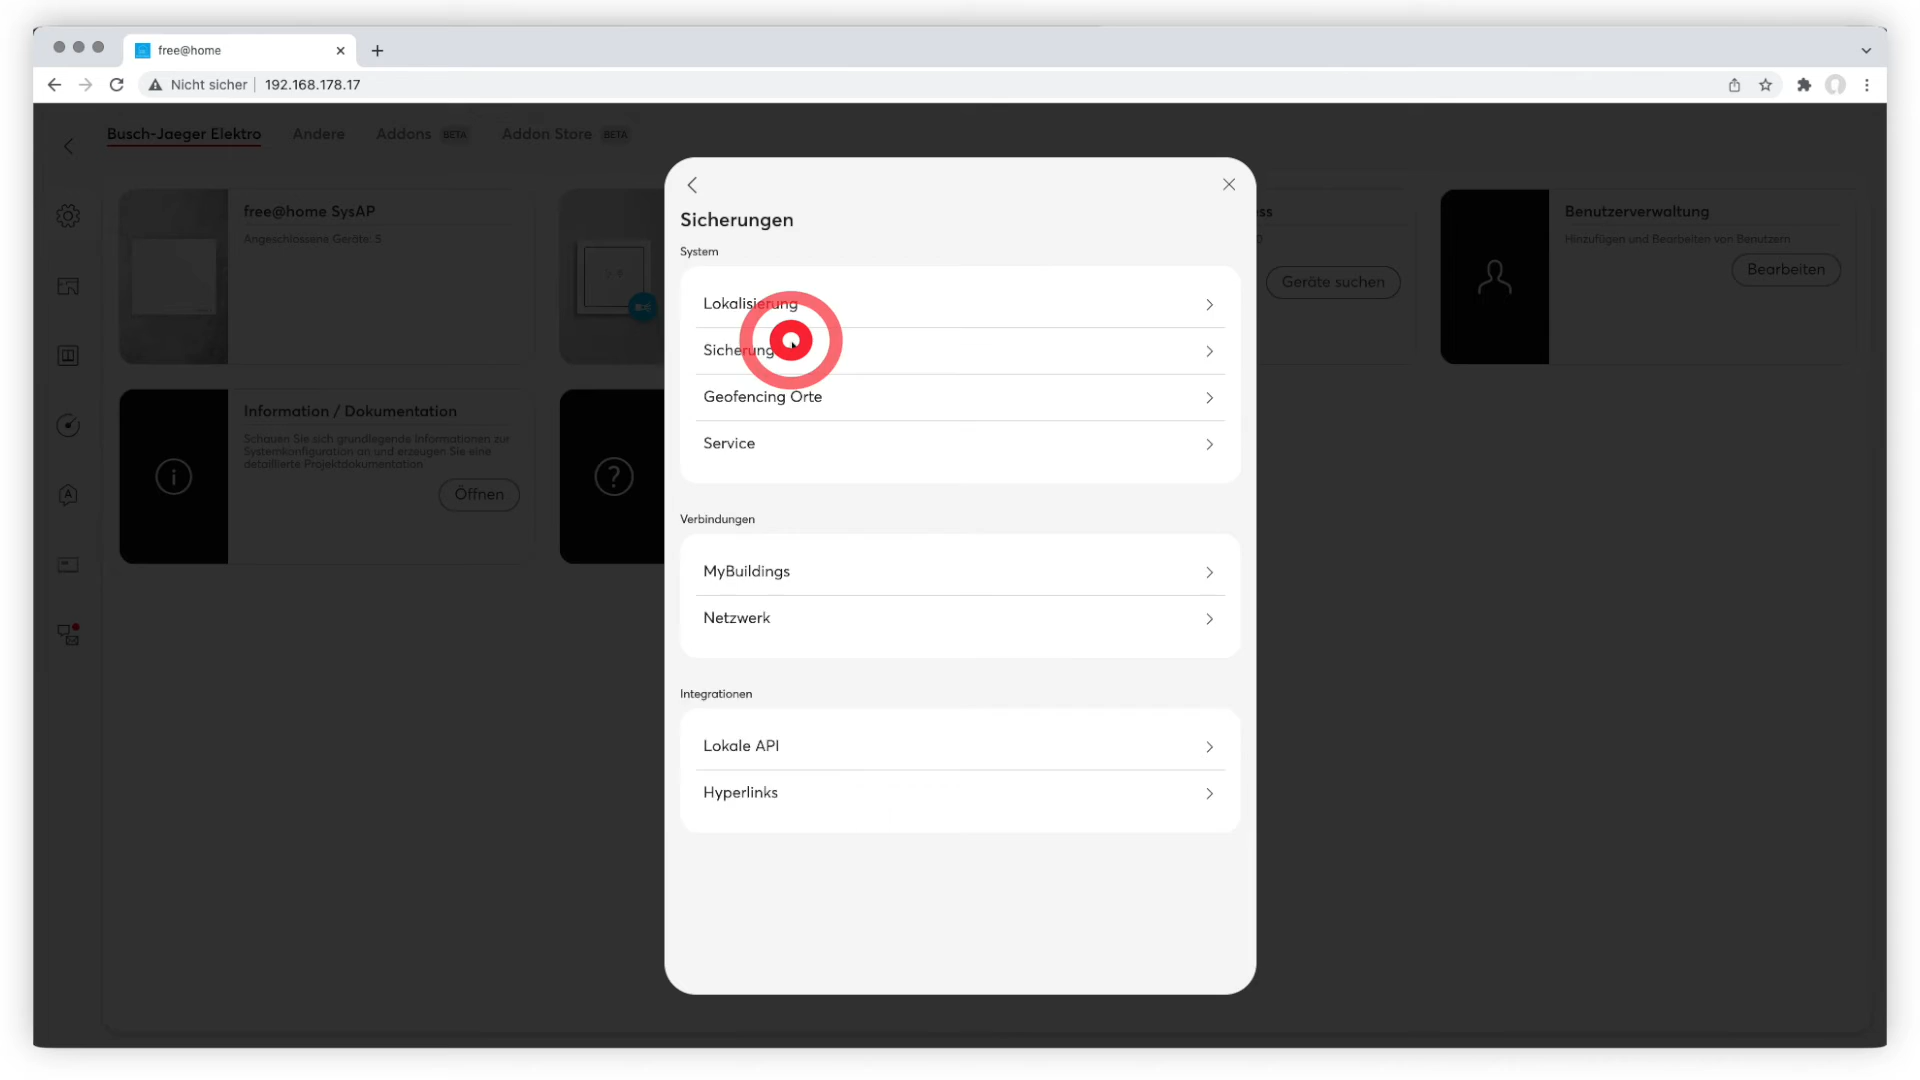 free@home
Nicht sicher
192.168.178.17
Busch-Jaeger Elektro
Andere
Addons BETA
Addon Store BETA
free@home SysAP
Angeschlossene Geräte: 5
Geräte suchen
Benutzerverwaltung
Hinzufügen und Bearbeiten von Benutzern
Bearbeiten
Information / Dokumentation
Schauen Sie sich grundlegende Informationen zur
Systemkonfiguration an und erzeugen Sie eine
detaillierte Projektdokumentation
Öffnen
Sicherungen
System
Lokalisierung
Geofencing Orte
Service
Verbindungen
MyBuildings
Netzwerk
Integrationen
Lokale API
Hyperlinks